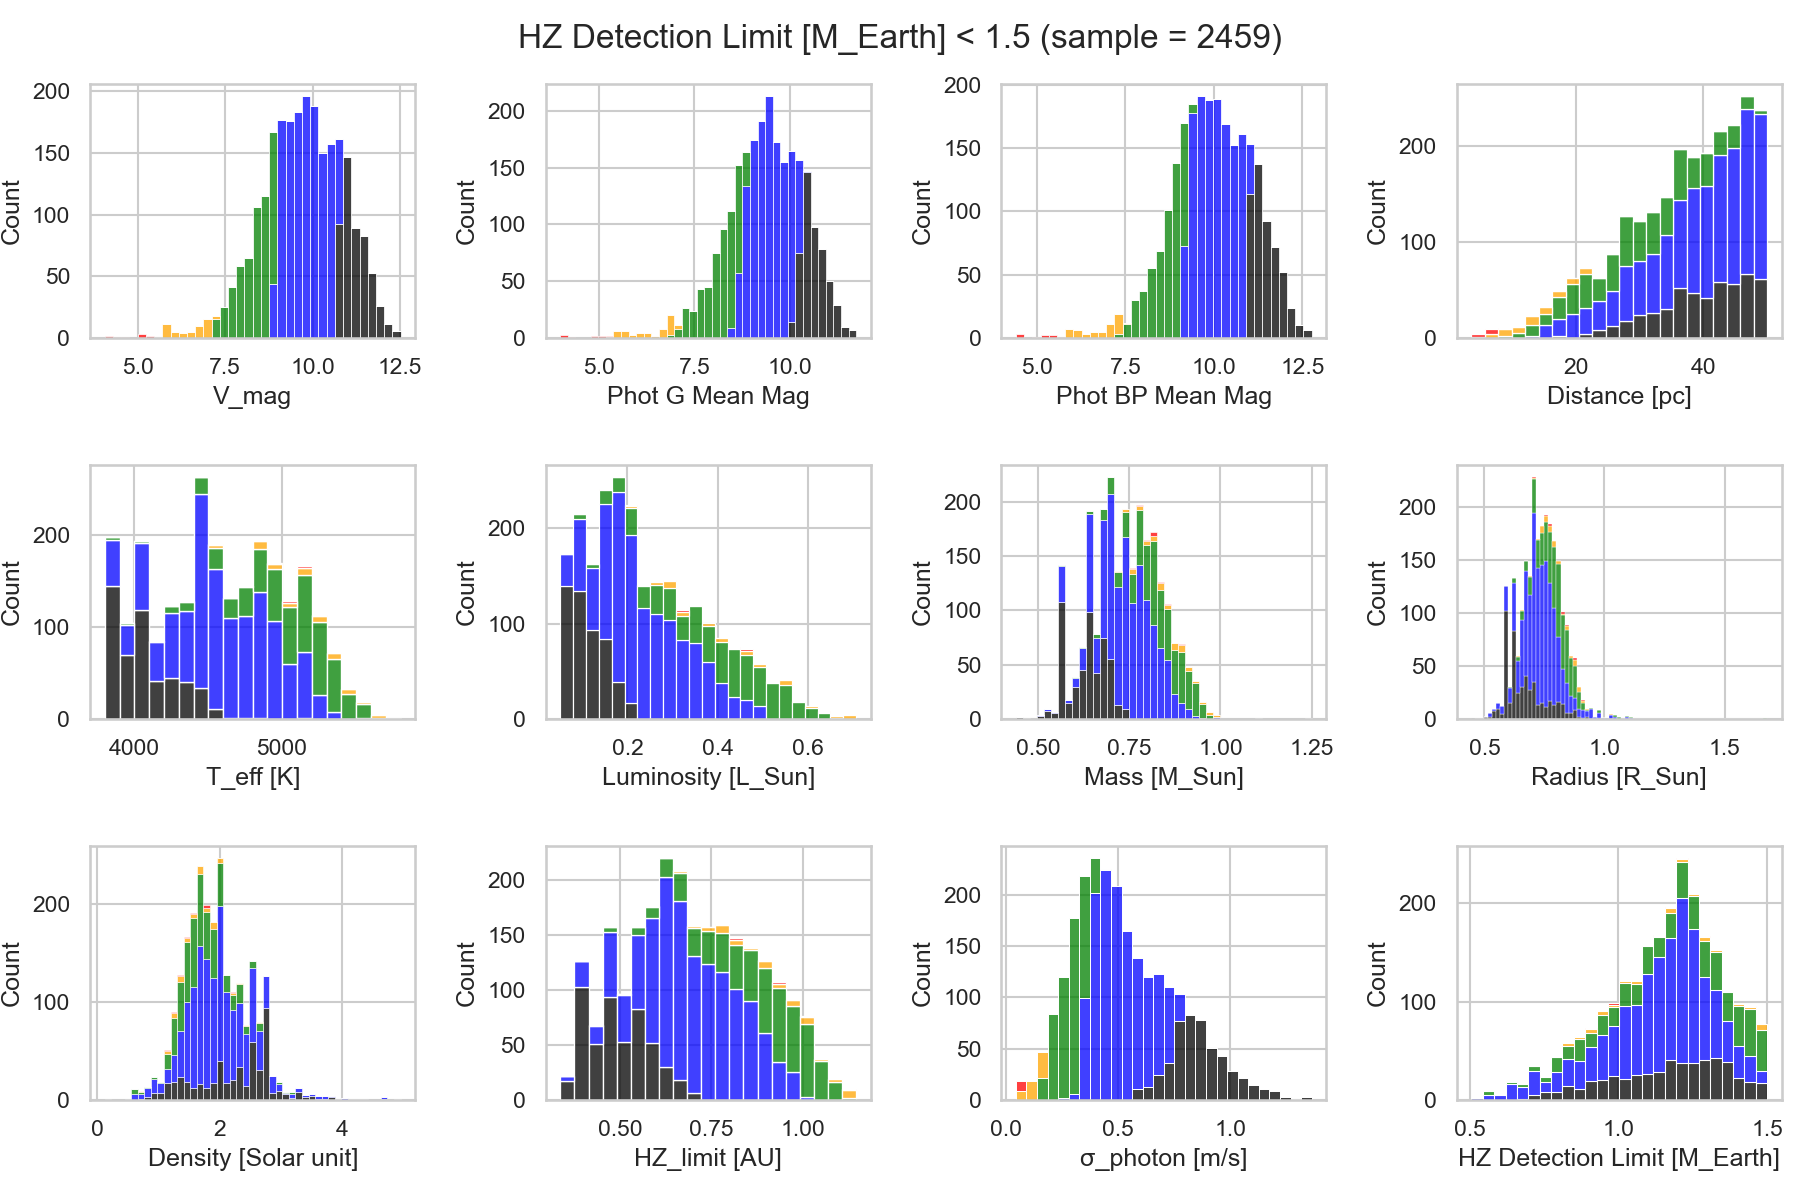 HZ Detection Limit [M_Earth] < 1.5 (sample = 2459)
200
150
100
50
0
Count
5.0 7.5 10.0 12.5
V_mag
200
150
100
50
0
Count
5.0 7.5 10.0
Phot G Mean Mag
200
150
100
50
0
Count
5.0 7.5 10.0 12.5
Phot BP Mean Mag
200
100
0
Count
20 40
Distance [pc]
200
100
0
Count
4000 5000
T_eff [K]
200
100
0
Count
0.2 0.4 0.6
Luminosity [L_Sun]
200
150
100
50
0
Count
0.50 0.75 1.00 1.25
Mass [M_Sun]
200
150
100
50
0
Count
0.5 1.0 1.5
Radius [R_Sun]
200
100
0
Count
0 2 4
Density [Solar unit]
200
150
100
50
0
Count
0.50 0.75 1.00
HZ_limit [AU]
200
150
100
50
0
Count
0.0 0.5 1.0
σ_photon [m/s]
200
100
0
Count
0.5 1.0 1.5
HZ Detection Limit [M_Earth]